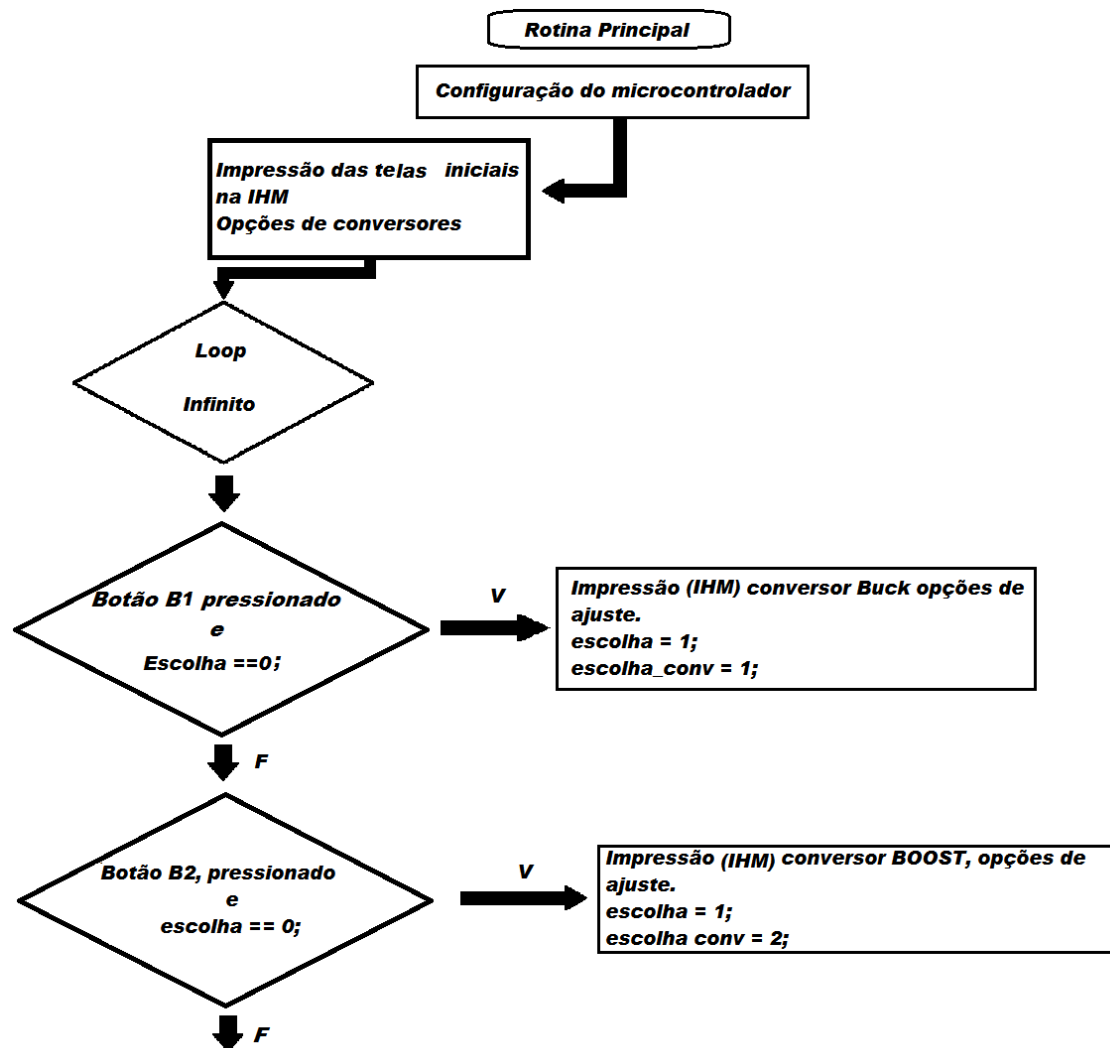 Rotina Principal
Configuração do microcontrolador
Impressão das telas iniciais
na IHM
Opções de conversores
Loop
Infinito
Botão B1 pressionado
e
Escolha ==0;
V
Impressão (IHM) conversor Buck opções de
ajuste.
escolha = 1;
escolha_conv = 1;
F
Botão B2, pressionado
e
escolha == 0;
V
Impressão (IHM) conversor BOOST, opções de
ajuste.
escolha = 1;
escolha conv = 2;
F